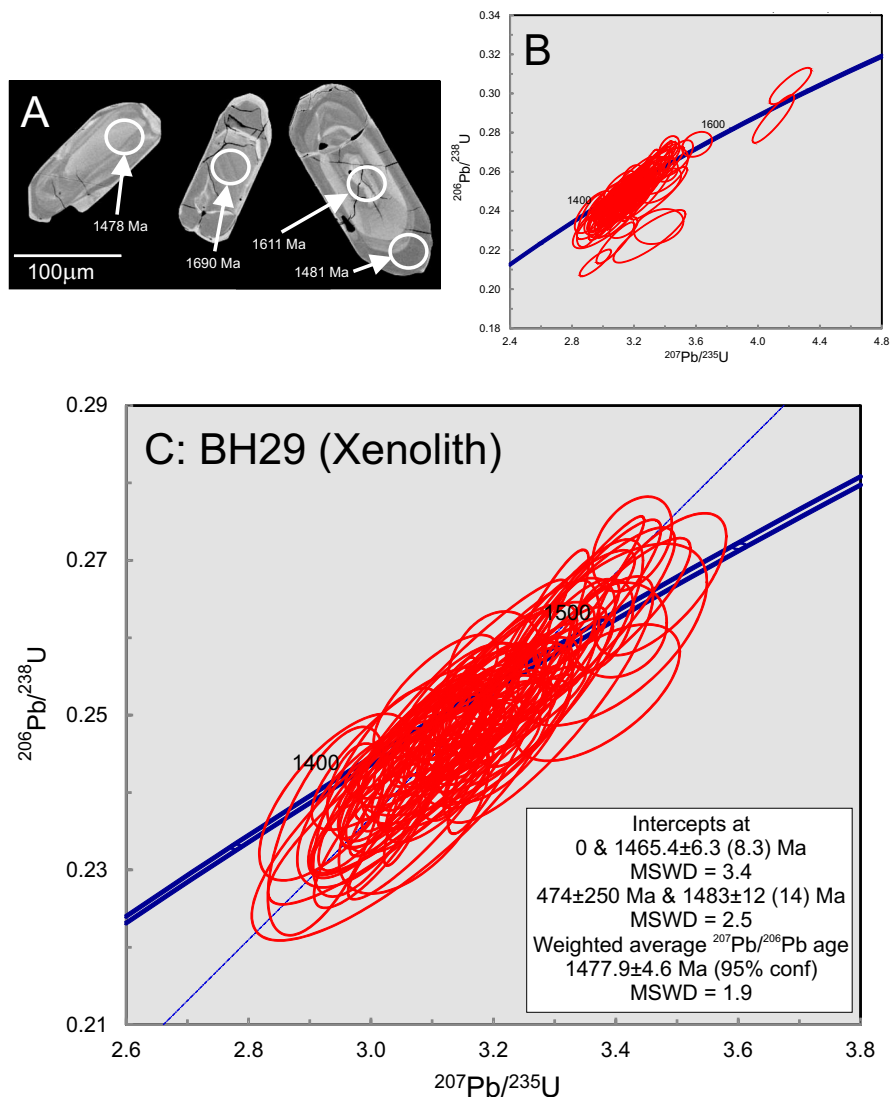 A
1478 Ma
1690 Ma
1611 Ma
1481 Ma
100μm
B
0.34
0.32
0.30
0.28
0.26
0.24
0.22
0.20
0.18
²⁰⁶Pb/²³⁸U
1600
1400
2.4 2.8 3.2 3.6 4.0 4.4 4.8
²⁰⁷Pb/²³⁵U
C: BH29 (Xenolith)
0.29
0.27
0.25
0.23
0.21
²⁰⁶Pb/²³⁸U
1500
1400
Intercepts at
0 & 1465.4±6.3 (8.3) Ma
MSWD = 3.4
474±250 Ma & 1483±12 (14) Ma
MSWD = 2.5
Weighted average ²⁰⁷Pb/²⁰⁶Pb age
1477.9±4.6 Ma (95% conf)
MSWD = 1.9
2.6 2.8 3.0 3.2 3.4 3.6 3.8
²⁰⁷Pb/²³⁵U